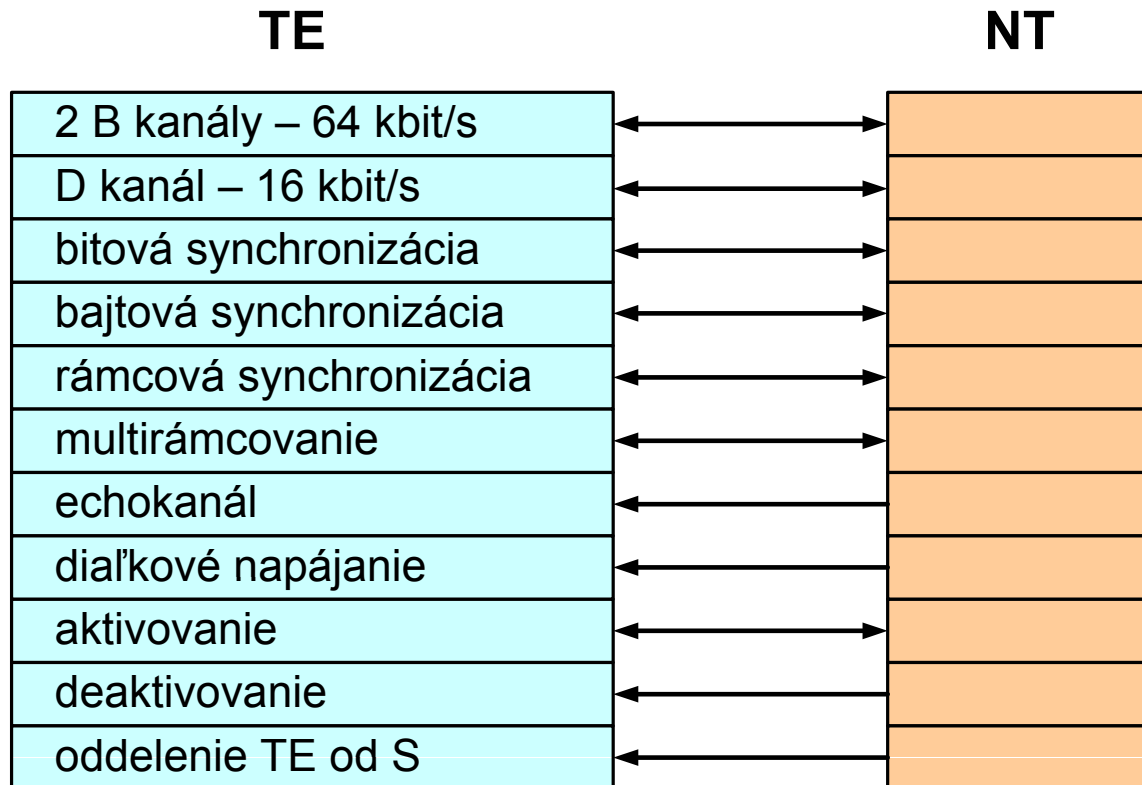 TE NT
2 B kanály – 64 kbit/s
D kanál – 16 kbit/s
bitová synchronizácia
bajtová synchronizácia
rámcová synchronizácia
multirámcovanie
echokanál
diaľkové napájanie
aktivovanie
deaktivovanie
oddelenie TE od S